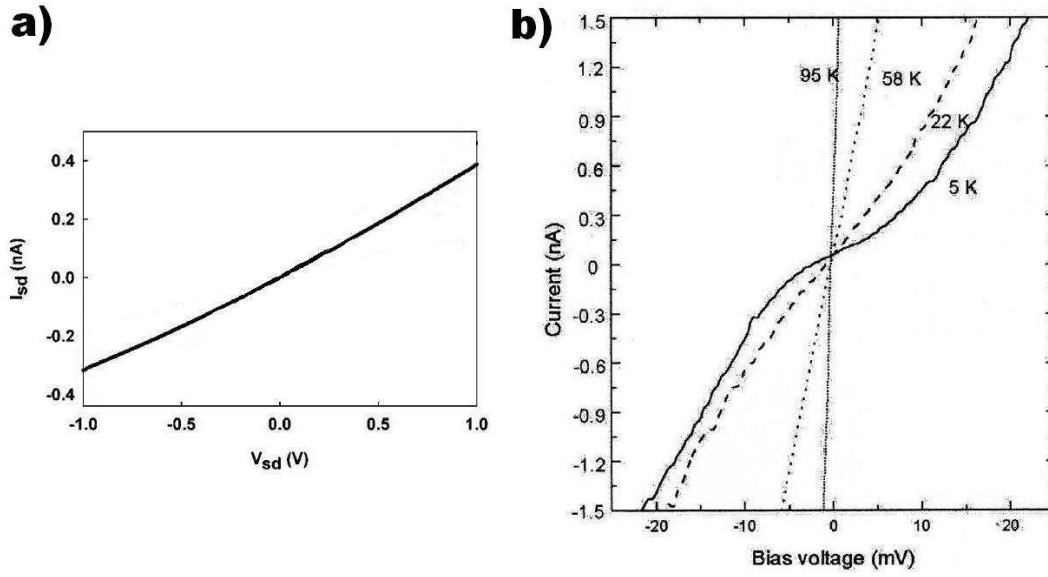 a)
0.4
0.2
0.0
-0.2
-0.4
I_sd (nA)
-1.0 -0.5 0.0 0.5 1.0
V_sd (V)
b)
1.5
1.2
0.9
0.6
0.3
0
-0.3
-0.6
-0.9
-1.2
-1.5
Current (nA)
95 K
58 K
22 K
5 K
-20 -10 0 10 20
Bias voltage (mV)